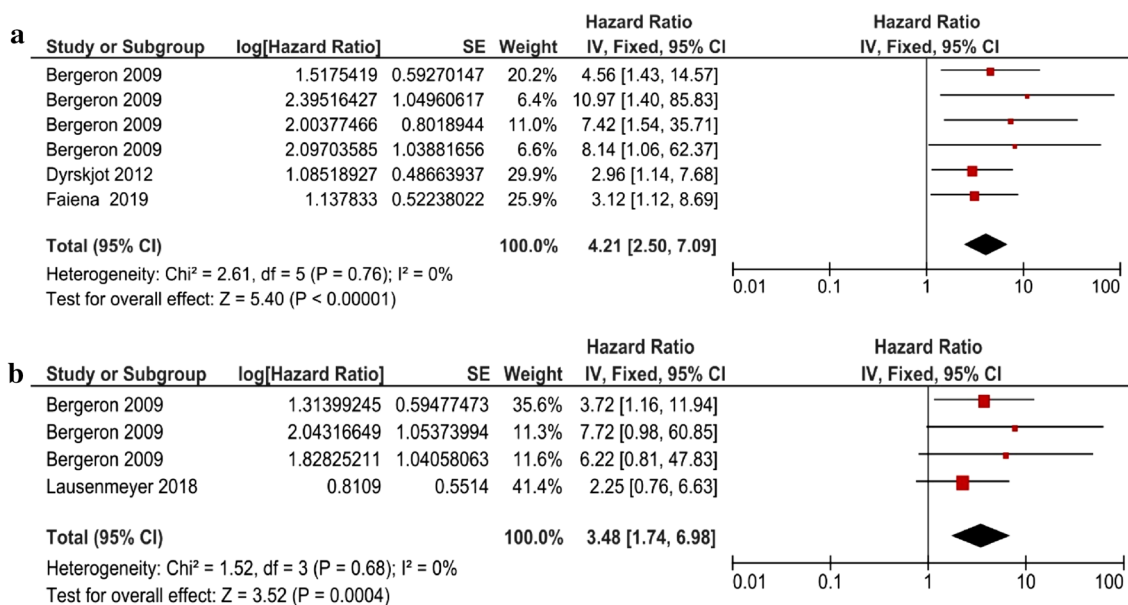 a
Hazard Ratio Hazard Ratio
Study or Subgroup log[Hazard Ratio] SE Weight IV, Fixed, 95% CI IV, Fixed, 95% CI
Bergeron 2009 1.5175419 0.59270147 20.2% 4.56 [1.43, 14.57]
Bergeron 2009 2.39516427 1.04960617 6.4% 10.97 [1.40, 85.83]
Bergeron 2009 2.00377466 0.8018944 11.0% 7.42 [1.54, 35.71]
Bergeron 2009 2.09703585 1.03881656 6.6% 8.14 [1.06, 62.37]
Dyrskjot 2012 1.08518927 0.48663937 29.9% 2.96 [1.14, 7.68]
Faiena 2019 1.137833 0.52238022 25.9% 3.12 [1.12, 8.69]
Total (95% CI) 100.0% 4.21 [2.50, 7.09]
Heterogeneity: Chi² = 2.61, df = 5 (P = 0.76); I² = 0%
Test for overall effect: Z = 5.40 (P < 0.00001)
0.01 0.1 1 10 100
b
Hazard Ratio Hazard Ratio
Study or Subgroup log[Hazard Ratio] SE Weight IV, Fixed, 95% CI IV, Fixed, 95% CI
Bergeron 2009 1.31399245 0.59477473 35.6% 3.72 [1.16, 11.94]
Bergeron 2009 2.04316649 1.05373994 11.3% 7.72 [0.98, 60.85]
Bergeron 2009 1.82825211 1.04058063 11.6% 6.22 [0.81, 47.83]
Lausenmeyer 2018 0.8109 0.5514 41.4% 2.25 [0.76, 6.63]
Total (95% CI) 100.0% 3.48 [1.74, 6.98]
Heterogeneity: Chi² = 1.52, df = 3 (P = 0.68); I² = 0%
Test for overall effect: Z = 3.52 (P = 0.0004)
0.01 0.1 1 10 100